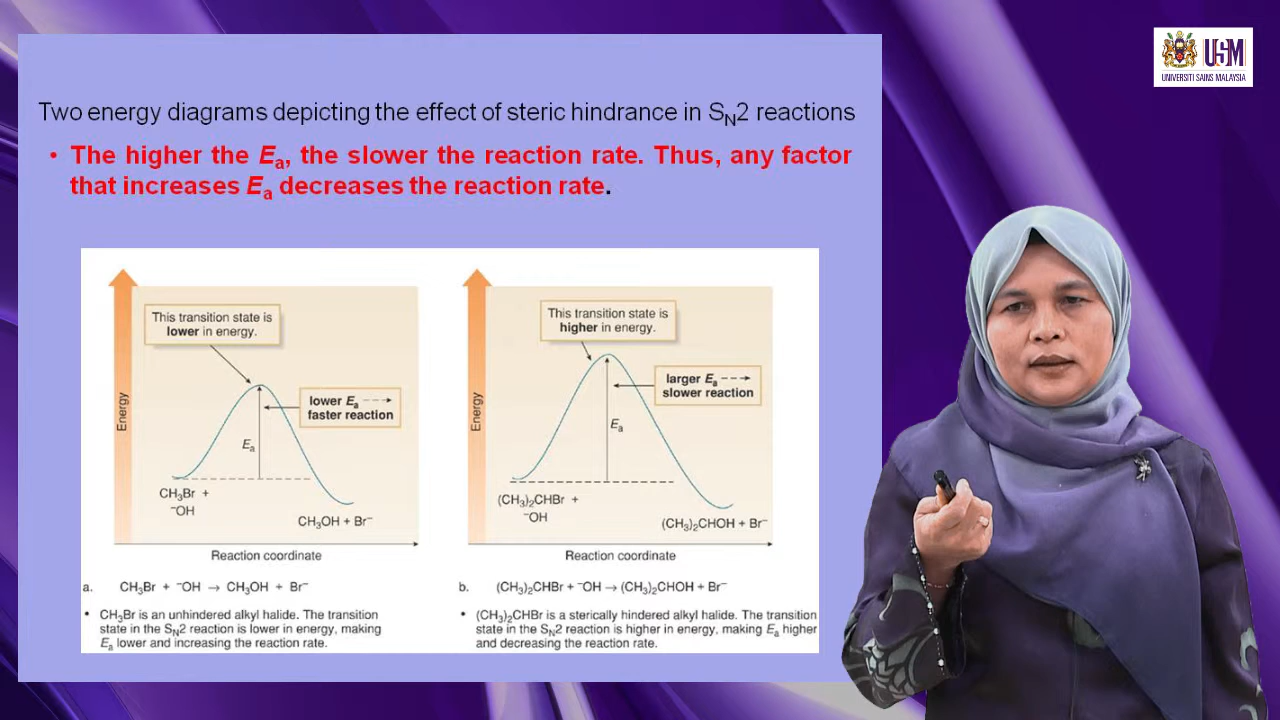 USM
UNIVERSITI SAINS MALAYSIA
Two energy diagrams depicting the effect of steric hindrance in SN2 reactions
• The higher the Ea, the slower the reaction rate. Thus, any factor
that increases Ea decreases the reaction rate.
This transition state is
lower in energy.
lower Ea ---→
faster reaction
Energy
Ea
CH3Br +
⁻OH
CH3OH + Br⁻
Reaction coordinate
a. CH3Br + ⁻OH → CH3OH + Br⁻
• CH3Br is an unhindered alkyl halide. The transition
state in the SN2 reaction is lower in energy, making
Ea lower and increasing the reaction rate.
This transition state is
higher in energy.
larger Ea ---→
slower reaction
Energy
Ea
(CH3)2CHBr +
⁻OH
(CH3)2CHOH + Br⁻
Reaction coordinate
b. (CH3)2CHBr + ⁻OH → (CH3)2CHOH + Br⁻
• (CH3)2CHBr is a sterically hindered alkyl halide. The transition
state in the SN2 reaction is higher in energy, making Ea higher
and decreasing the reaction rate.